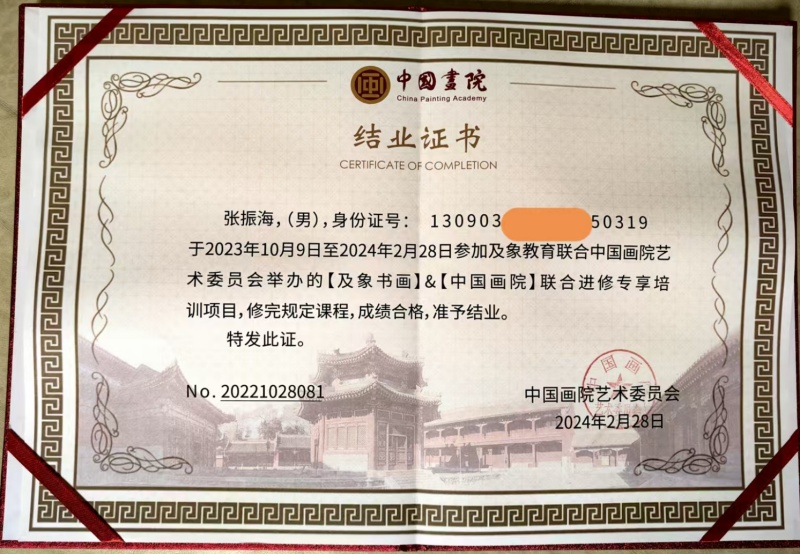 中國畫院
China Painting Academy
结业证书
CERTIFICATE OF COMPLETION
张振海，（男），身份证号： 130903 50319
于2023年10月9日至2024年2月28日参加及象教育联合中国画院艺
术委员会举办的【及象书画】&【中国画院】联合进修专享培
训项目，修完规定课程，成绩合格，准予结业。
特发此证。
中国画
No. 20221028081
中国画院艺术委员会
2024年2月28日